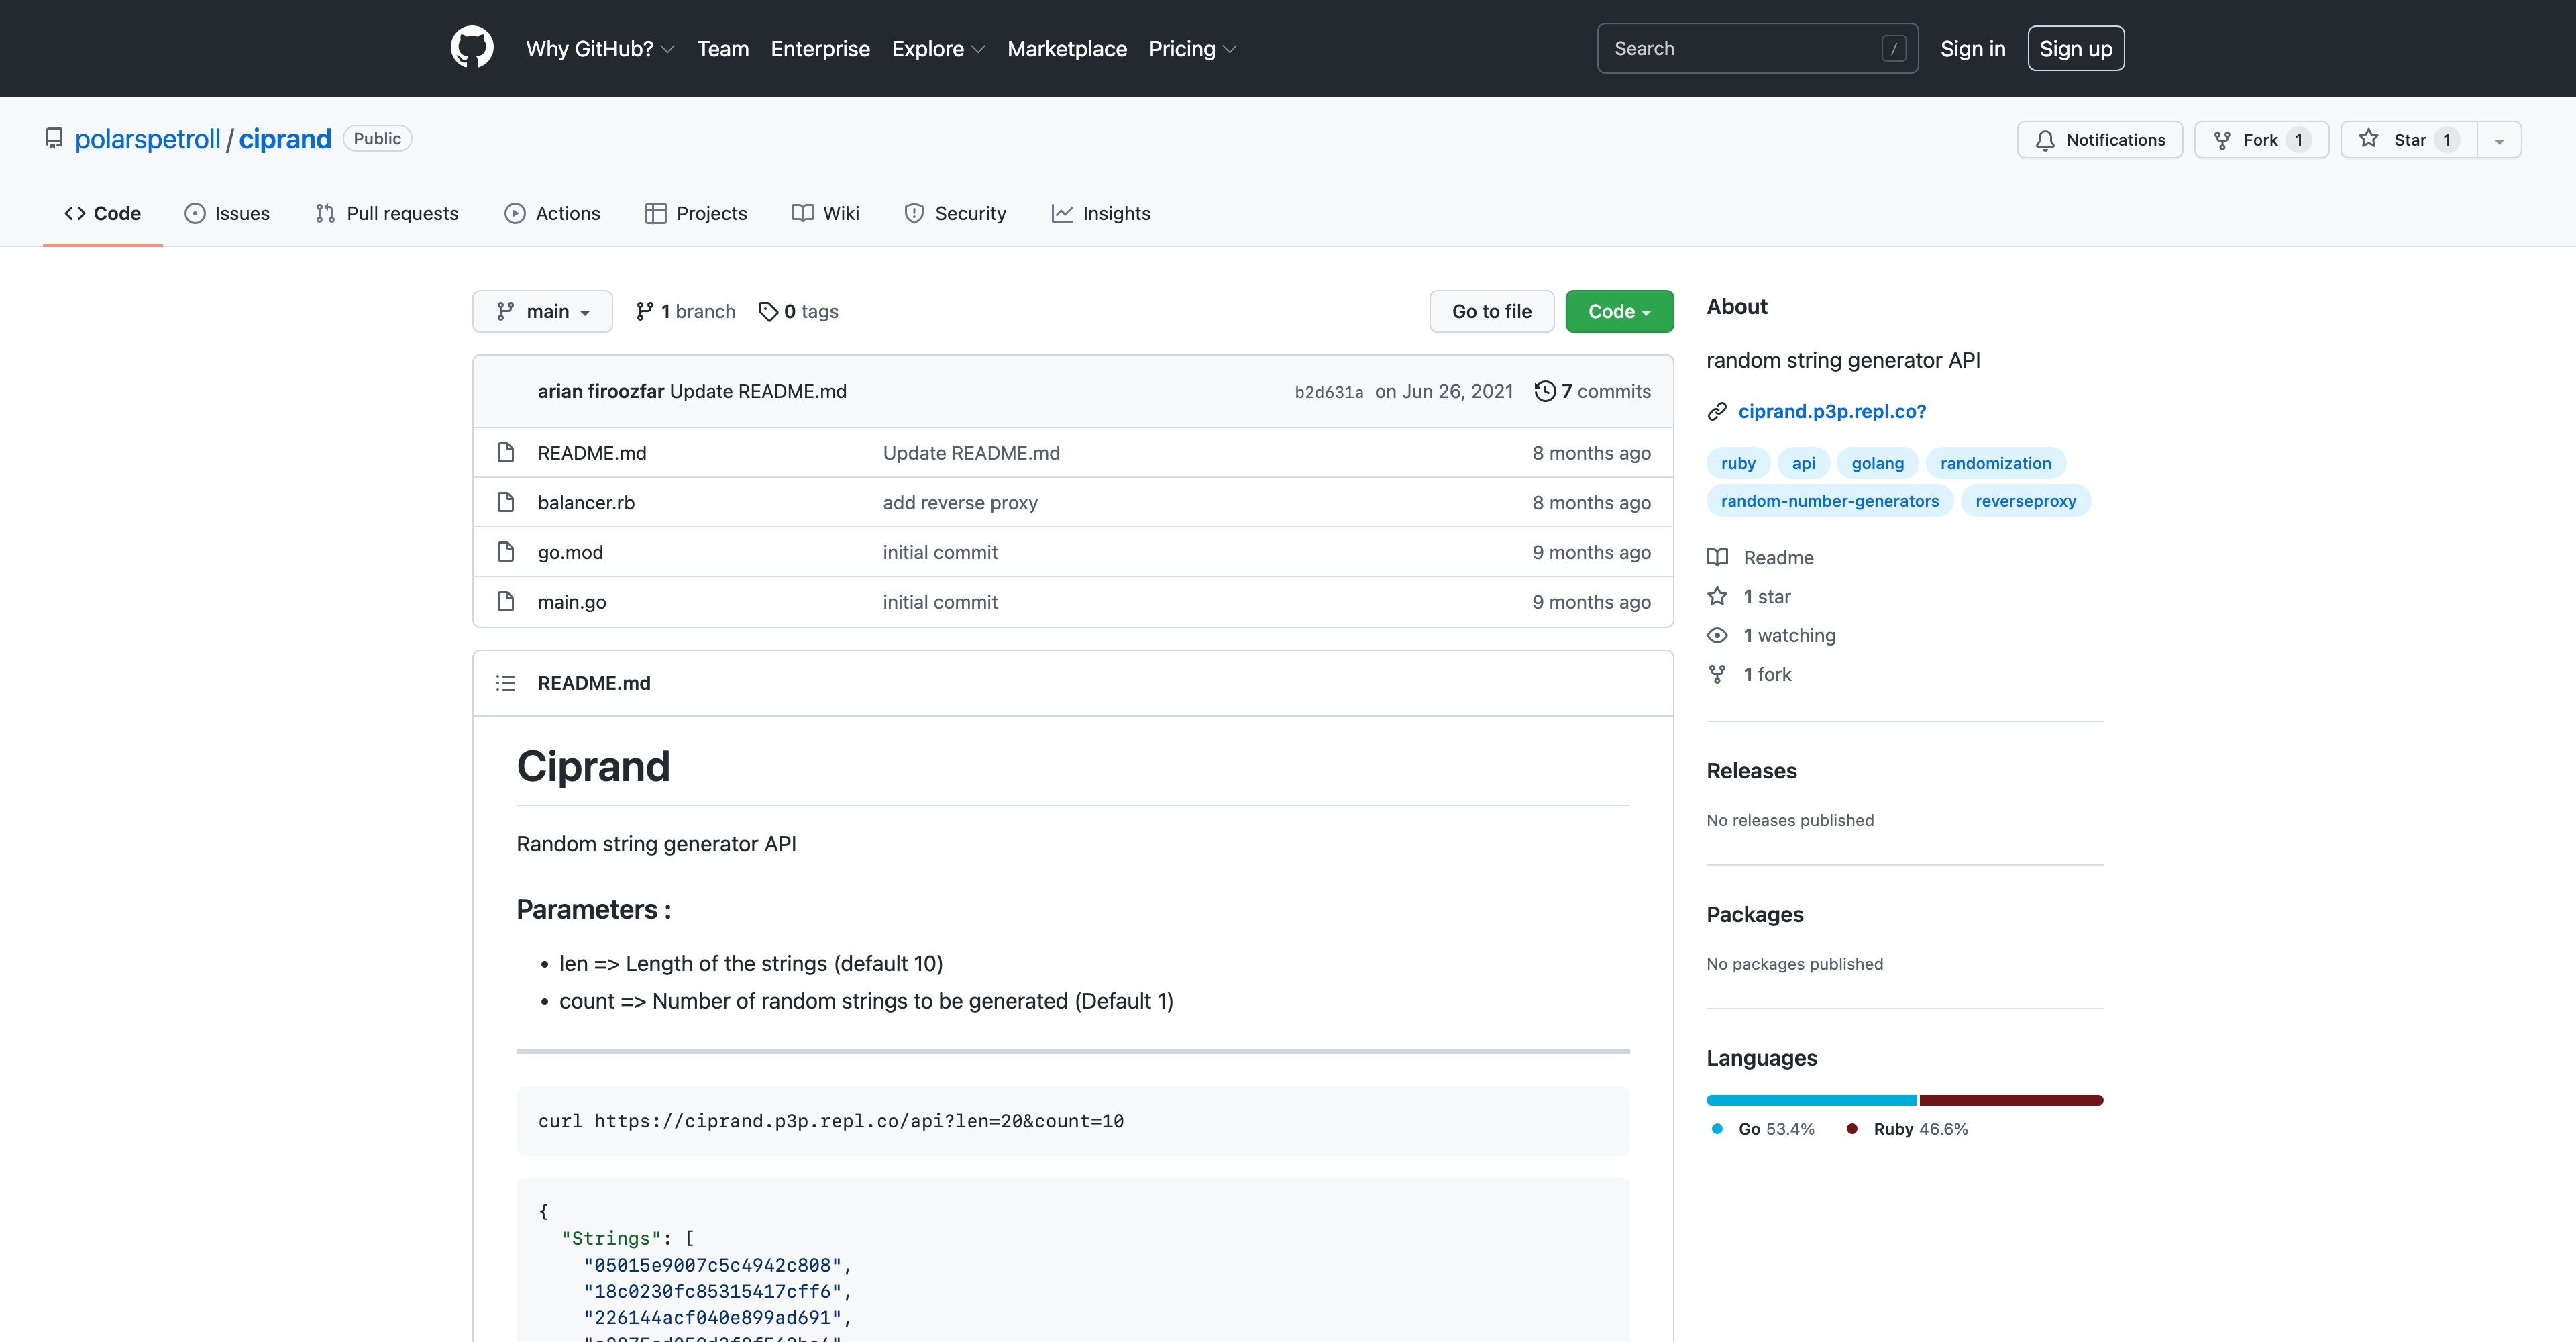 Why GitHub? Team Enterprise Explore Marketplace Pricing Search / Sign in Sign up
polarspetroll / ciprand Public Notifications Fork 1 Star 1
Code Issues Pull requests Actions Projects Wiki Security Insights
main 1 branch 0 tags Go to file Code
arian firoozfar Update README.md b2d631a on Jun 26, 2021 7 commits
README.md Update README.md 8 months ago
balancer.rb add reverse proxy 8 months ago
go.mod initial commit 9 months ago
main.go initial commit 9 months ago
README.md
Ciprand
Random string generator API
Parameters :
• len => Length of the strings (default 10)
• count => Number of random strings to be generated (Default 1)
curl https://ciprand.p3p.repl.co/api?len=20&count=10
{
"Strings": [
"05015e9007c5c4942c808",
"18c0230fc85315417cff6",
"226144acf040e899ad691",
About
random string generator API
ciprand.p3p.repl.co?
ruby api golang randomization
random-number-generators reverseproxy
Readme
1 star
1 watching
1 fork
Releases
No releases published
Packages
No packages published
Languages
Go 53.4% Ruby 46.6%